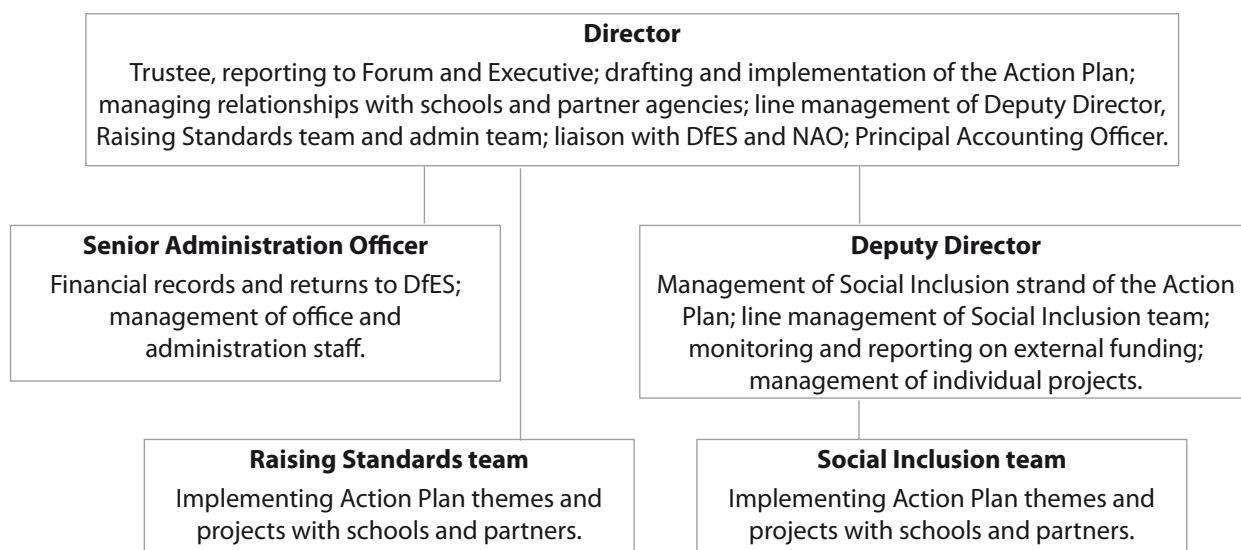 Director
Trustee, reporting to Forum and Executive; drafting and implementation of the Action Plan;
managing relationships with schools and partner agencies; line management of Deputy Director,
Raising Standards team and admin team; liaison with DfES and NAO; Principal Accounting Officer.
Senior Administration Officer
Financial records and returns to DfES;
management of office and
administration staff.
Deputy Director
Management of Social Inclusion strand of the Action
Plan; line management of Social Inclusion team;
monitoring and reporting on external funding;
management of individual projects.
Raising Standards team
Implementing Action Plan themes and
projects with schools and partners.
Social Inclusion team
Implementing Action Plan themes and
projects with schools and partners.